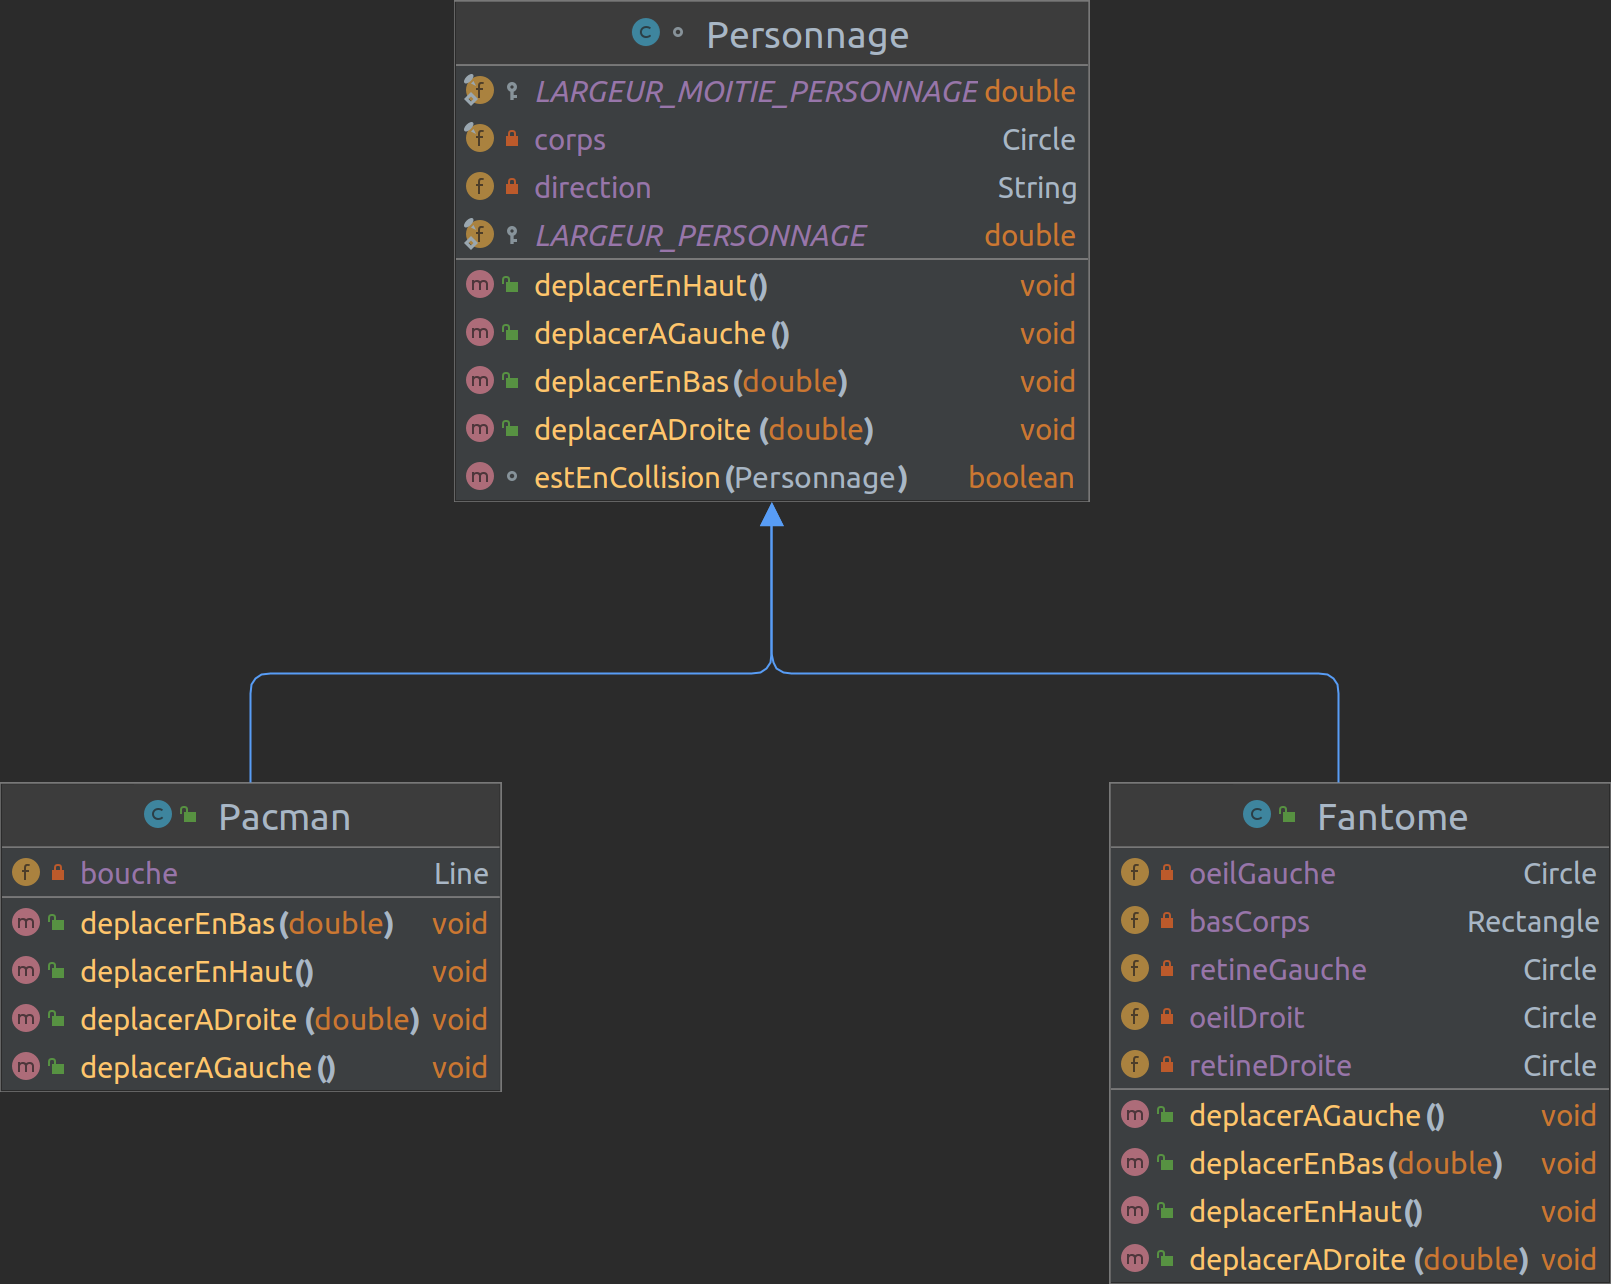 Personnage
LARGEUR_MOITIE_PERSONNAGE double
corps Circle
direction String
LARGEUR_PERSONNAGE double
deplacerEnHaut() void
deplacerAGauche() void
deplacerEnBas(double) void
deplacerADroite (double) void
estEnCollision(Personnage) boolean
Pacman
bouche Line
deplacerEnBas(double) void
deplacerEnHaut() void
deplacerADroite (double) void
deplacerAGauche() void
Fantome
oeilGauche Circle
basCorps Rectangle
retineGauche Circle
oeilDroit Circle
retineDroite Circle
deplacerAGauche() void
deplacerEnBas(double) void
deplacerEnHaut() void
deplacerADroite (double) void